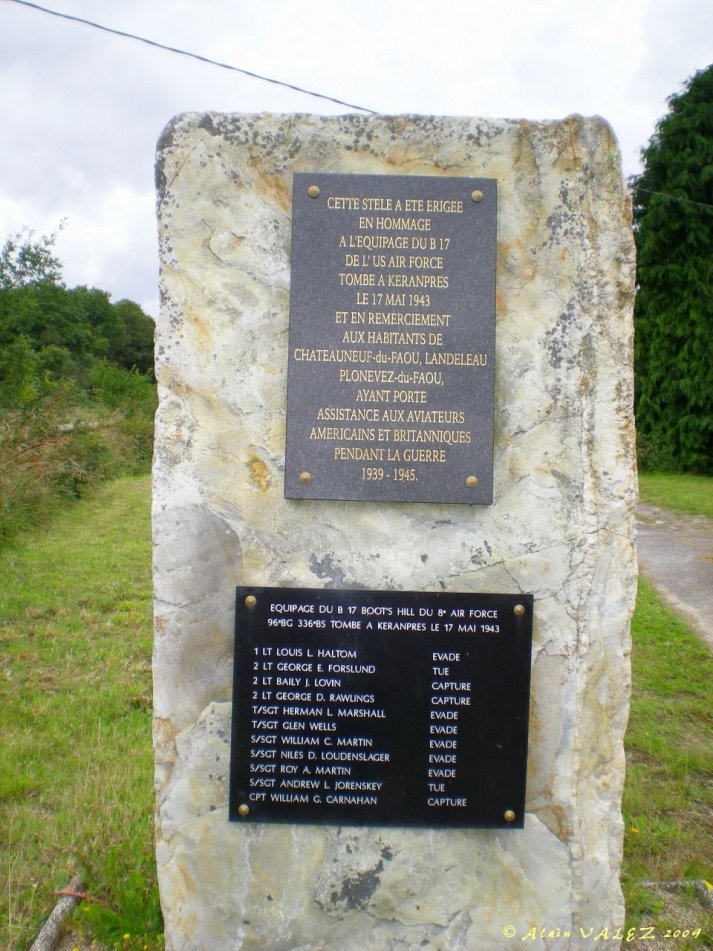 CETTE STELE A ETE ERIGEE
EN HOMMAGE
A L'EQUIPAGE DU B 17
DE L' US AIR FORCE
TOMBE A KERANPRES
LE 17 MAI 1943
ET EN REMERCIEMENT
AUX HABITANTS DE
CHATEAUNEUF-du-FAOU, LANDELEAU
PLONEVEZ-du-FAOU,
AYANT PORTE
ASSISTANCE AUX AVIATEURS
AMERICAINS ET BRITANNIQUES
PENDANT LA GUERRE
1939 - 1945.
EQUIPAGE DU B 17 BOOT'S HILL DU 8ᵉ AIR FORCE
96ᵉBG 336ᵉBS TOMBE A KERANPRES LE 17 MAI 1943
1 LT LOUIS L. HALTOM EVADE
2 LT GEORGE E. FORSLUND TUE
2 LT BAILY J. LOVIN CAPTURE
2 LT GEORGE D. RAWLINGS CAPTURE
T/SGT HERMAN L. MARSHALL EVADE
T/SGT GLEN WELLS EVADE
S/SGT WILLIAM C. MARTIN EVADE
S/SGT NILES D. LOUDENSLAGER EVADE
S/SGT ROY A. MARTIN EVADE
S/SGT ANDREW L. JORENSKEY TUE
CPT WILLIAM G. CARNAHAN CAPTURE
© Alain VALEZ 2009